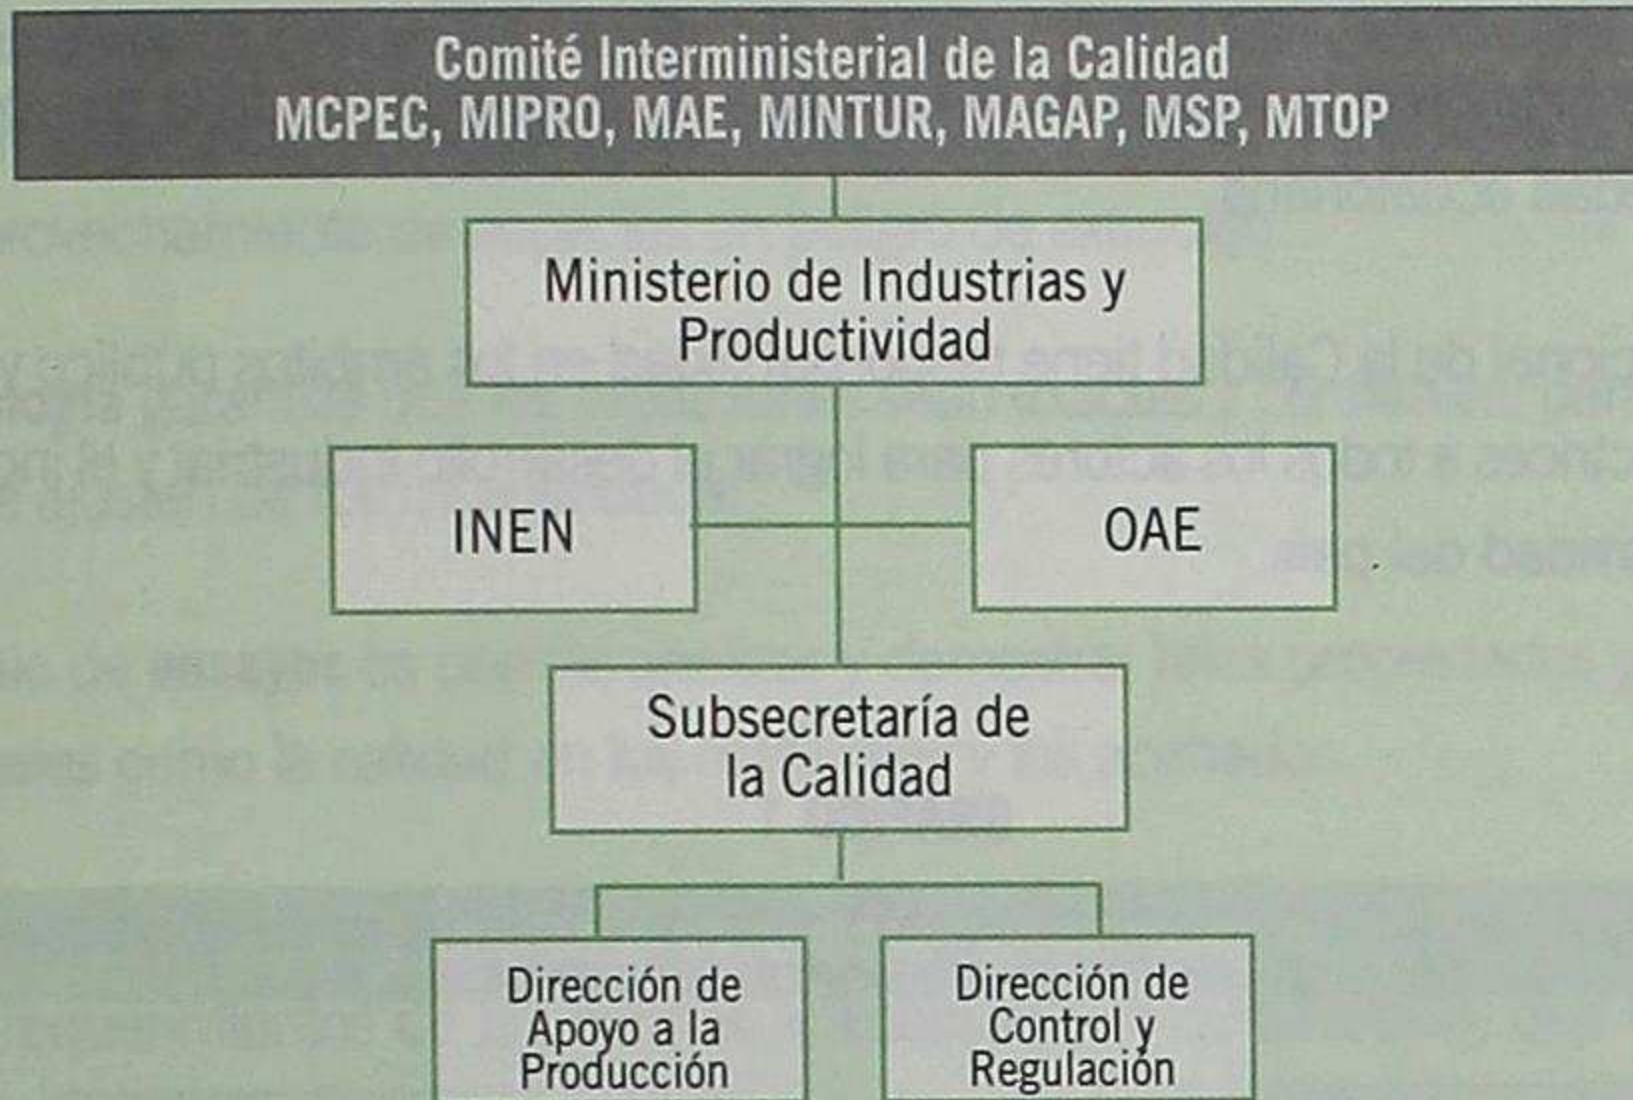 Comité Interministerial de la Calidad
MCPEC, MIPRO, MAE, MINTUR, MAGAP, MSP, MTOP
Ministerio de Industrias y
Productividad
INEN
OAE
Subsecretaría de
la Calidad
Dirección de
Apoyo a la
Producción
Dirección de
Control y
Regulación